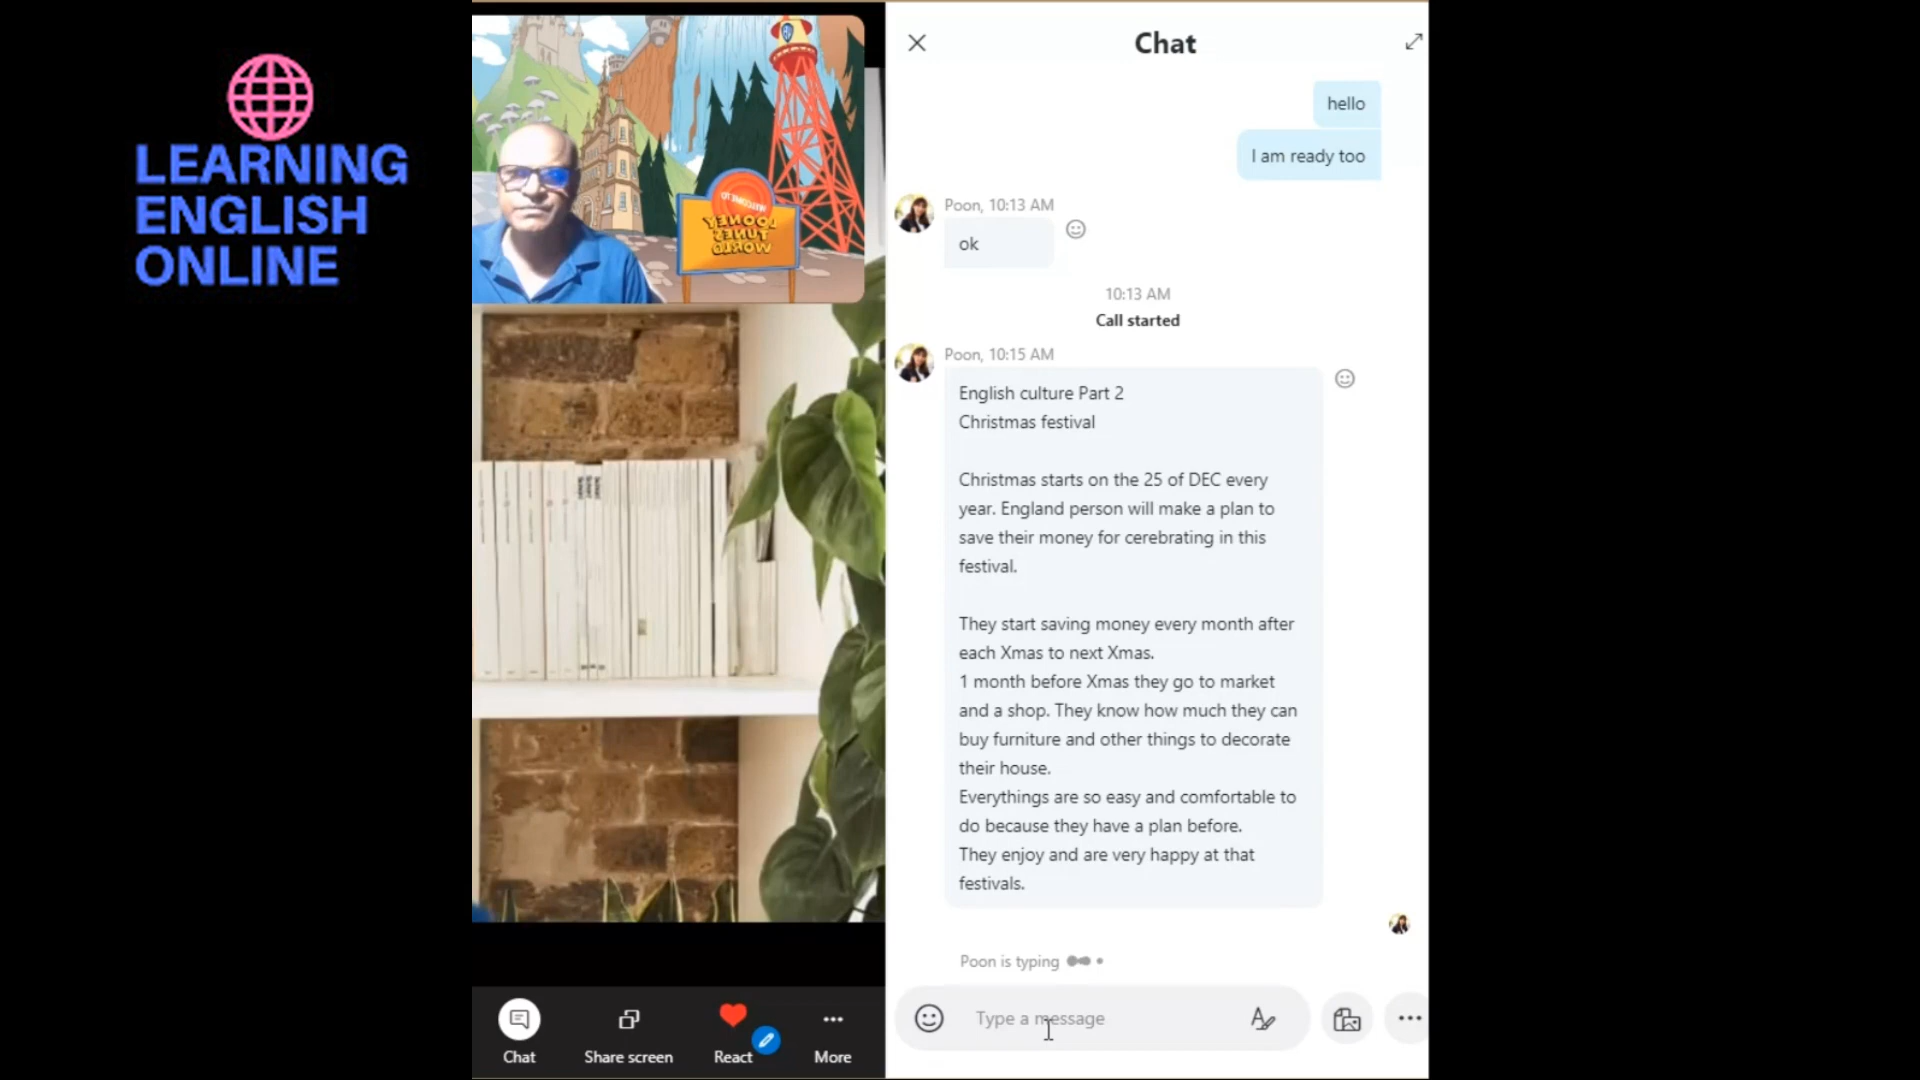 LEARNING
ENGLISH
ONLINE
WELCOME TO
LOONEY
TUNES
WORLD
Chat
hello
I am ready too
Poon, 10:13 AM
ok
10:13 AM
Call started
Poon, 10:15 AM
English culture Part 2
Christmas festival
Christmas starts on the 25 of DEC every
year. England person will make a plan to
save their money for cerebrating in this
festival.
They start saving money every month after
each Xmas to next Xmas.
1 month before Xmas they go to market
and a shop. They know how much they can
buy furniture and other things to decorate
their house.
Everythings are so easy and comfortable to
do because they have a plan before.
They enjoy and are very happy at that
festivals.
Poon is typing
Type a message
Chat
Share screen
React
More